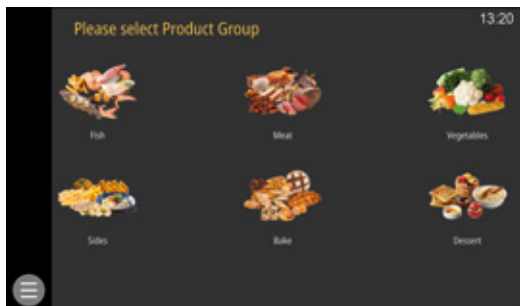 13:20
Please select Product Group
Fish
Meat
Vegetables
Sides
Bake
Dessert